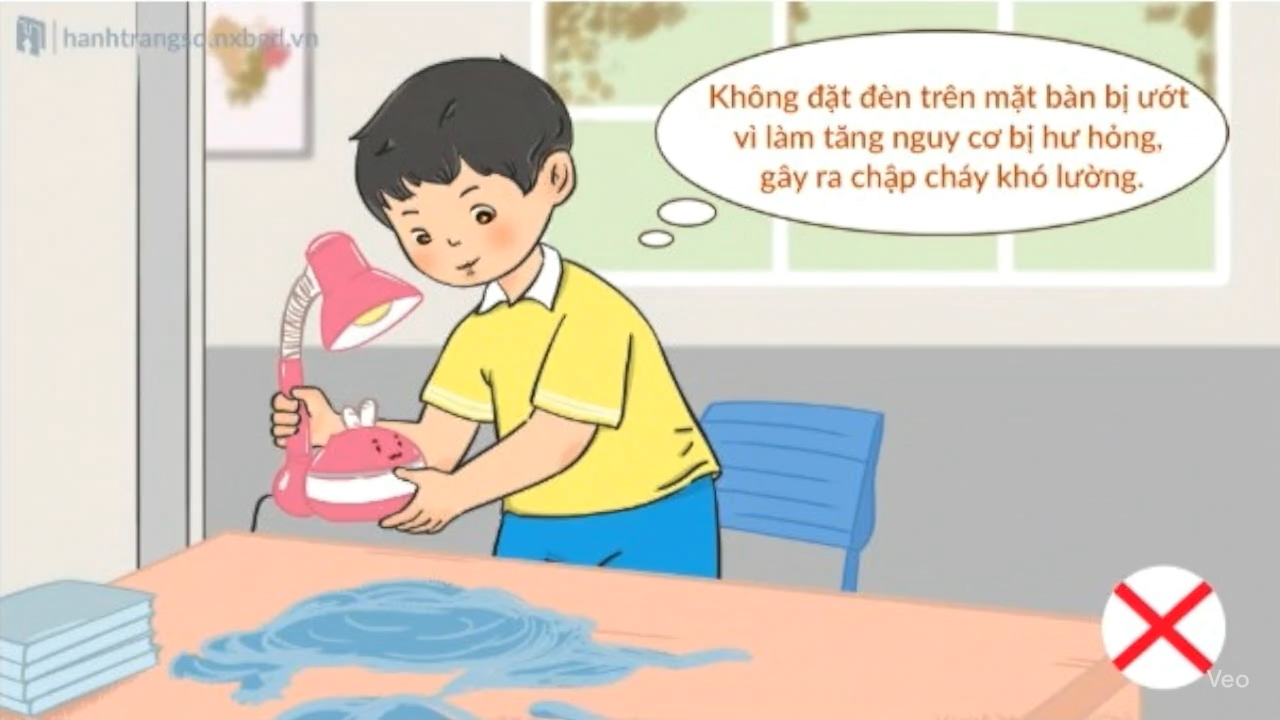 hanhtrangso.nxbgd.vn
Không đặt đèn trên mặt bàn bị ướt
vì làm tăng nguy cơ bị hư hỏng,
gây ra chập cháy khó lường.
Veo